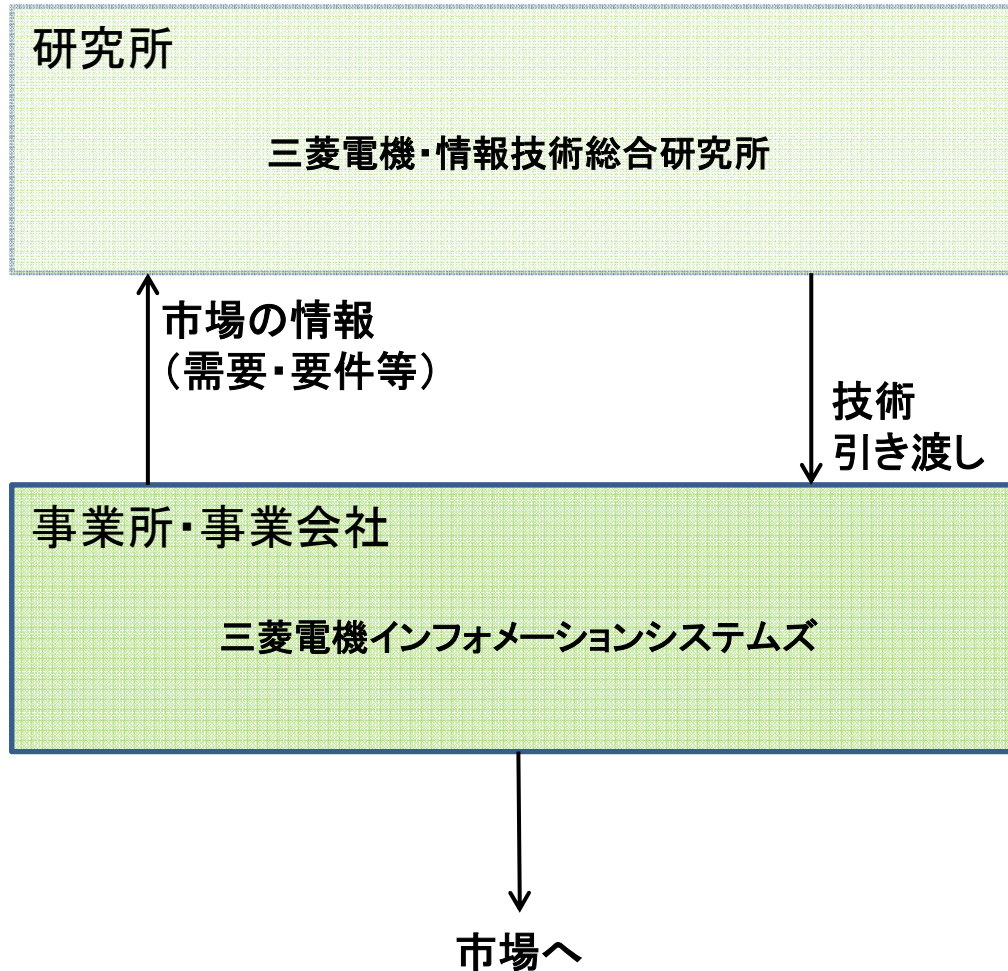 研究所
三菱電機・情報技術総合研究所
市場の情報
（需要・要件等）
技術
引き渡し
事業所・事業会社
三菱電機インフォメーションシステムズ
市場へ